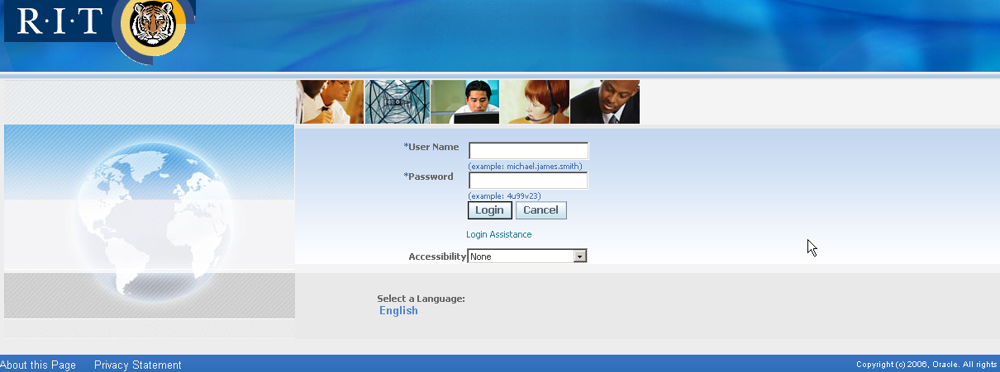 R·I·T
*User Name
(example: michael.james.smith)
*Password
(example: 4u99v23)
Login Cancel
Login Assistance
Accessibility None
Select a Language:
English
About this Page Privacy Statement
Copyright (c) 2006, Oracle. All rights